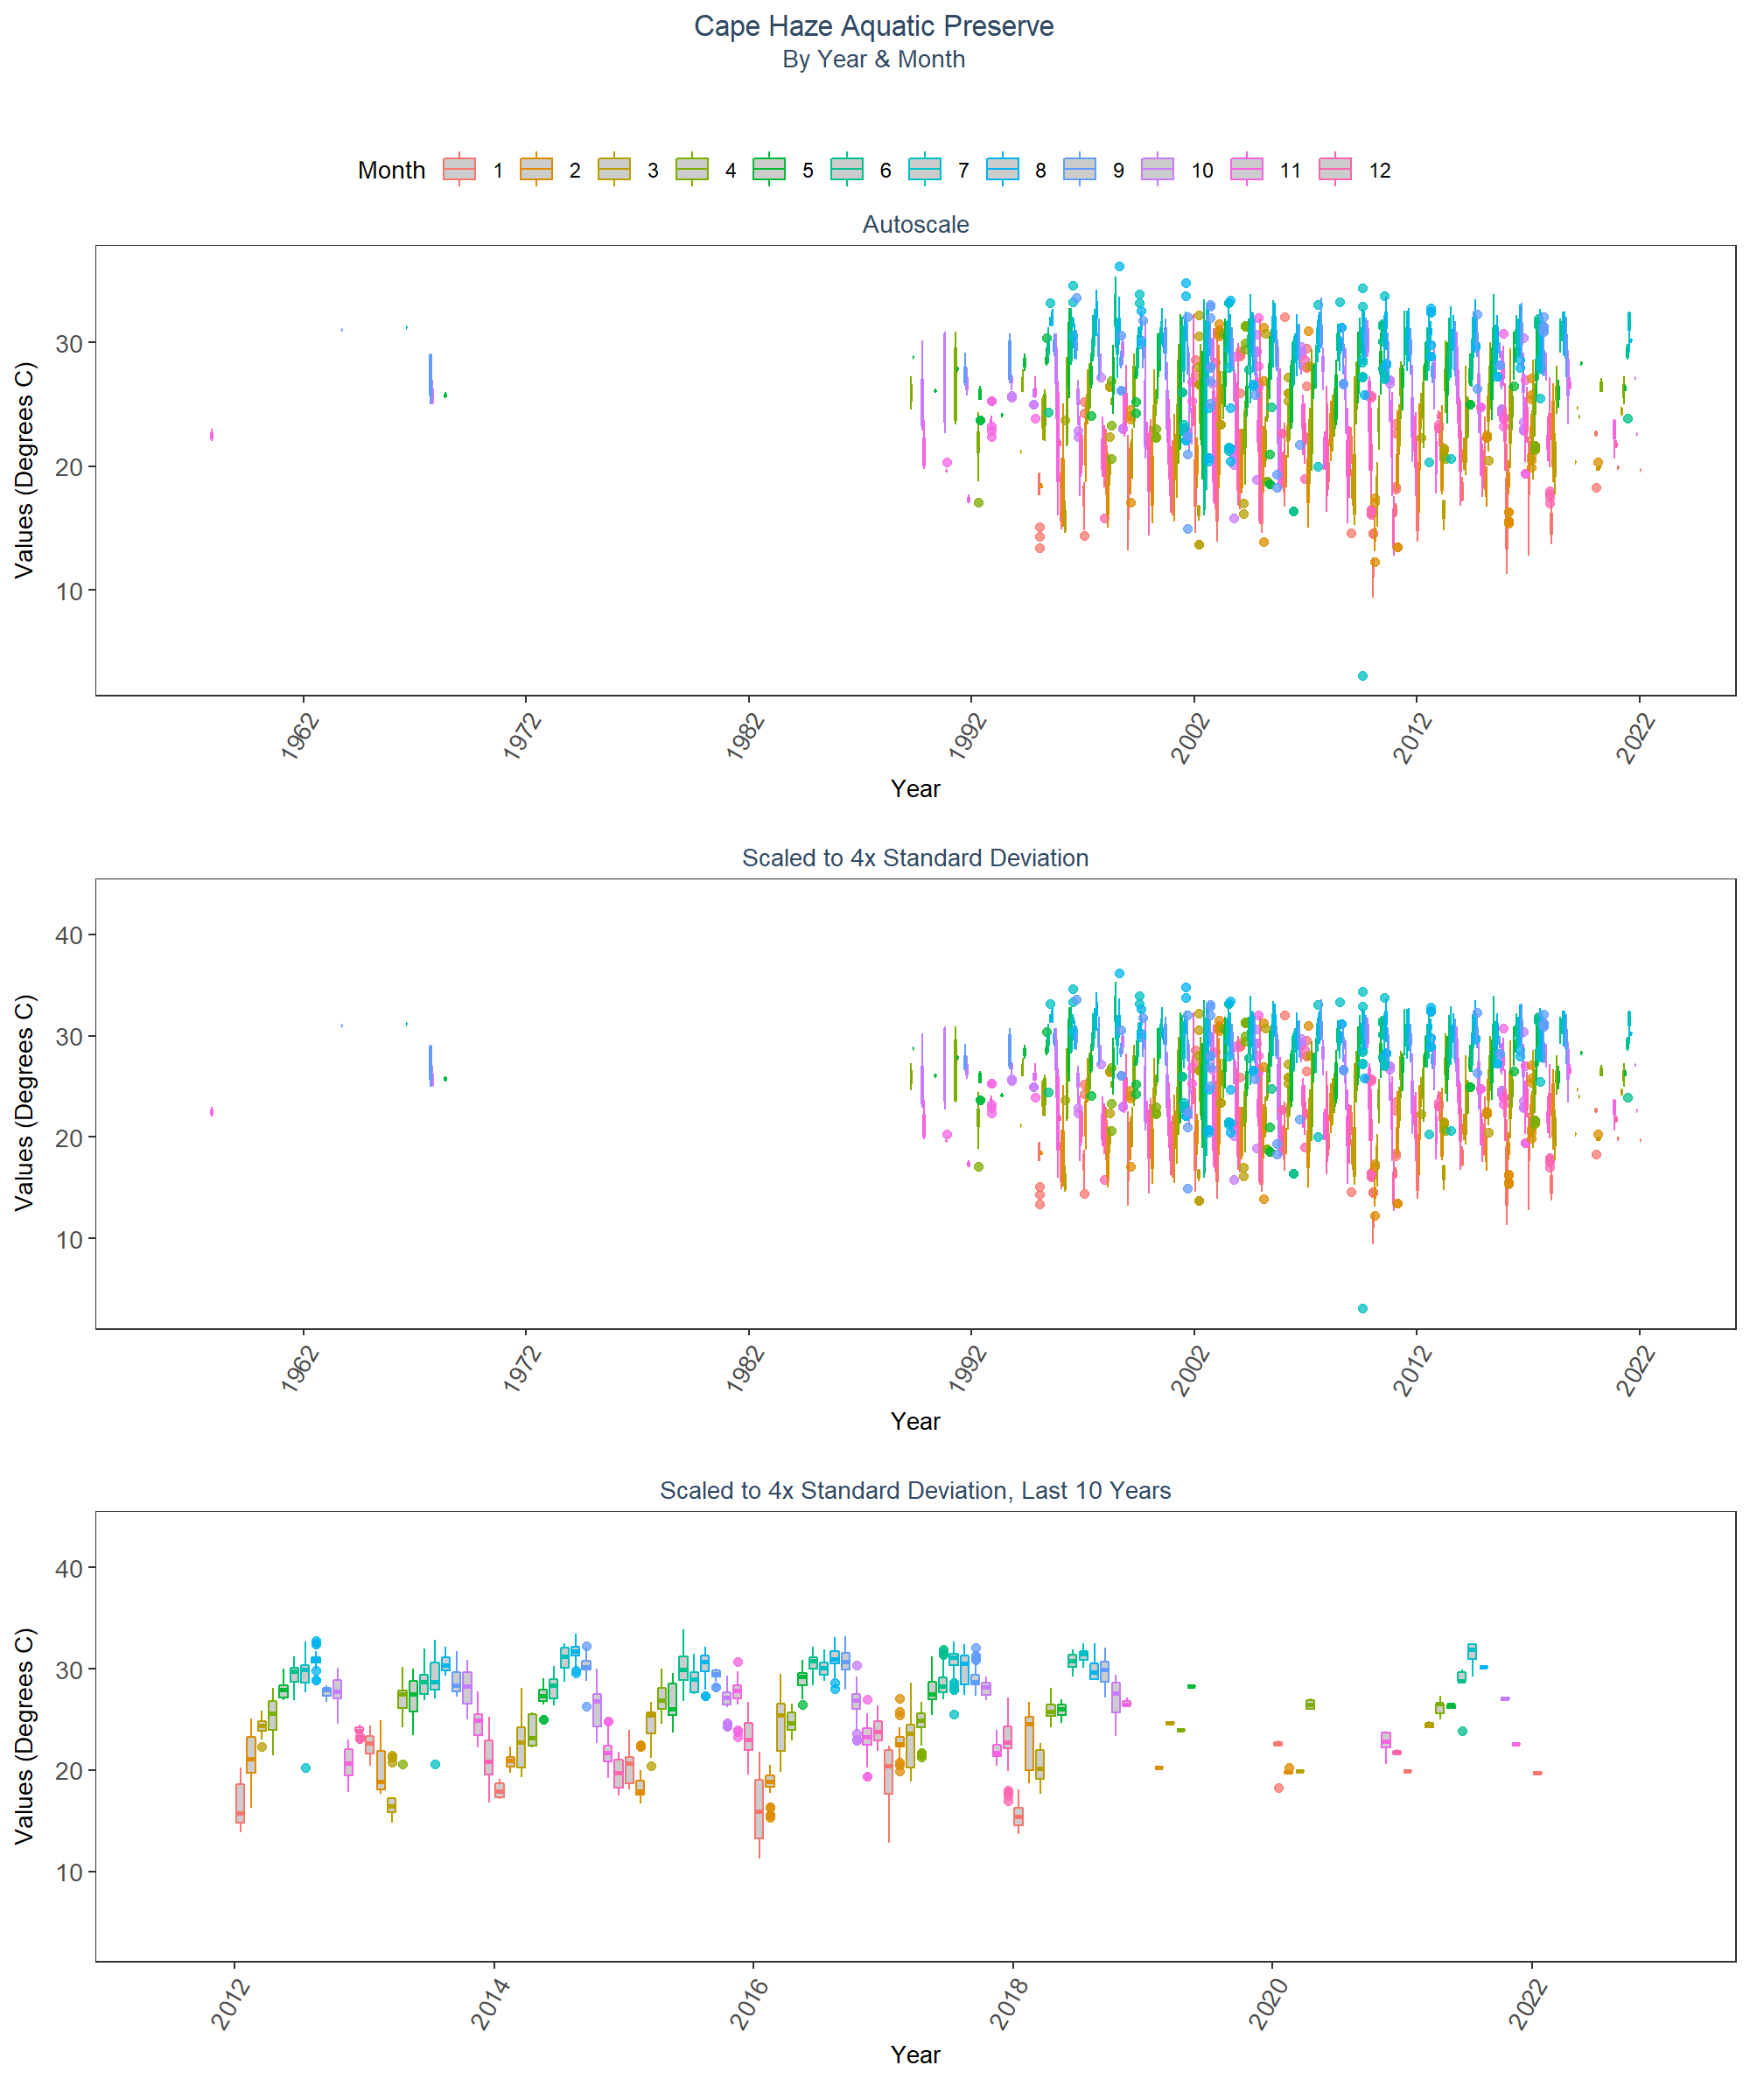 Cape Haze Aquatic Preserve
By Year & Month
Month 1 2 3 4 5 6 7 8 9 10 11 12
Autoscale
Values (Degrees C)
30
20
10
1962 1972 1982 1992 2002 2012 2022
Year
Scaled to 4x Standard Deviation
Values (Degrees C)
40
30
20
10
1962 1972 1982 1992 2002 2012 2022
Year
Scaled to 4x Standard Deviation, Last 10 Years
Values (Degrees C)
40
30
20
10
2012 2014 2016 2018 2020 2022
Year